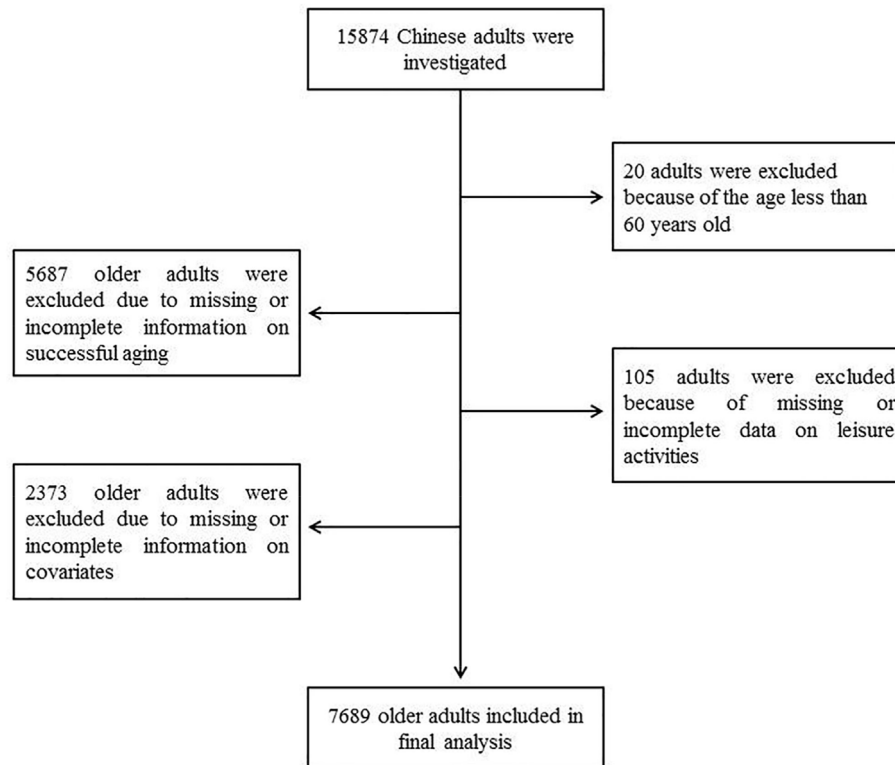 15874 Chinese adults were
investigated
20 adults were excluded
because of the age less than
60 years old
5687 older adults were
excluded due to missing or
incomplete information on
successful aging
105 adults were excluded
because of missing or
incomplete data on leisure
activities
2373 older adults were
excluded due to missing or
incomplete information on
covariates
7689 older adults included in
final analysis